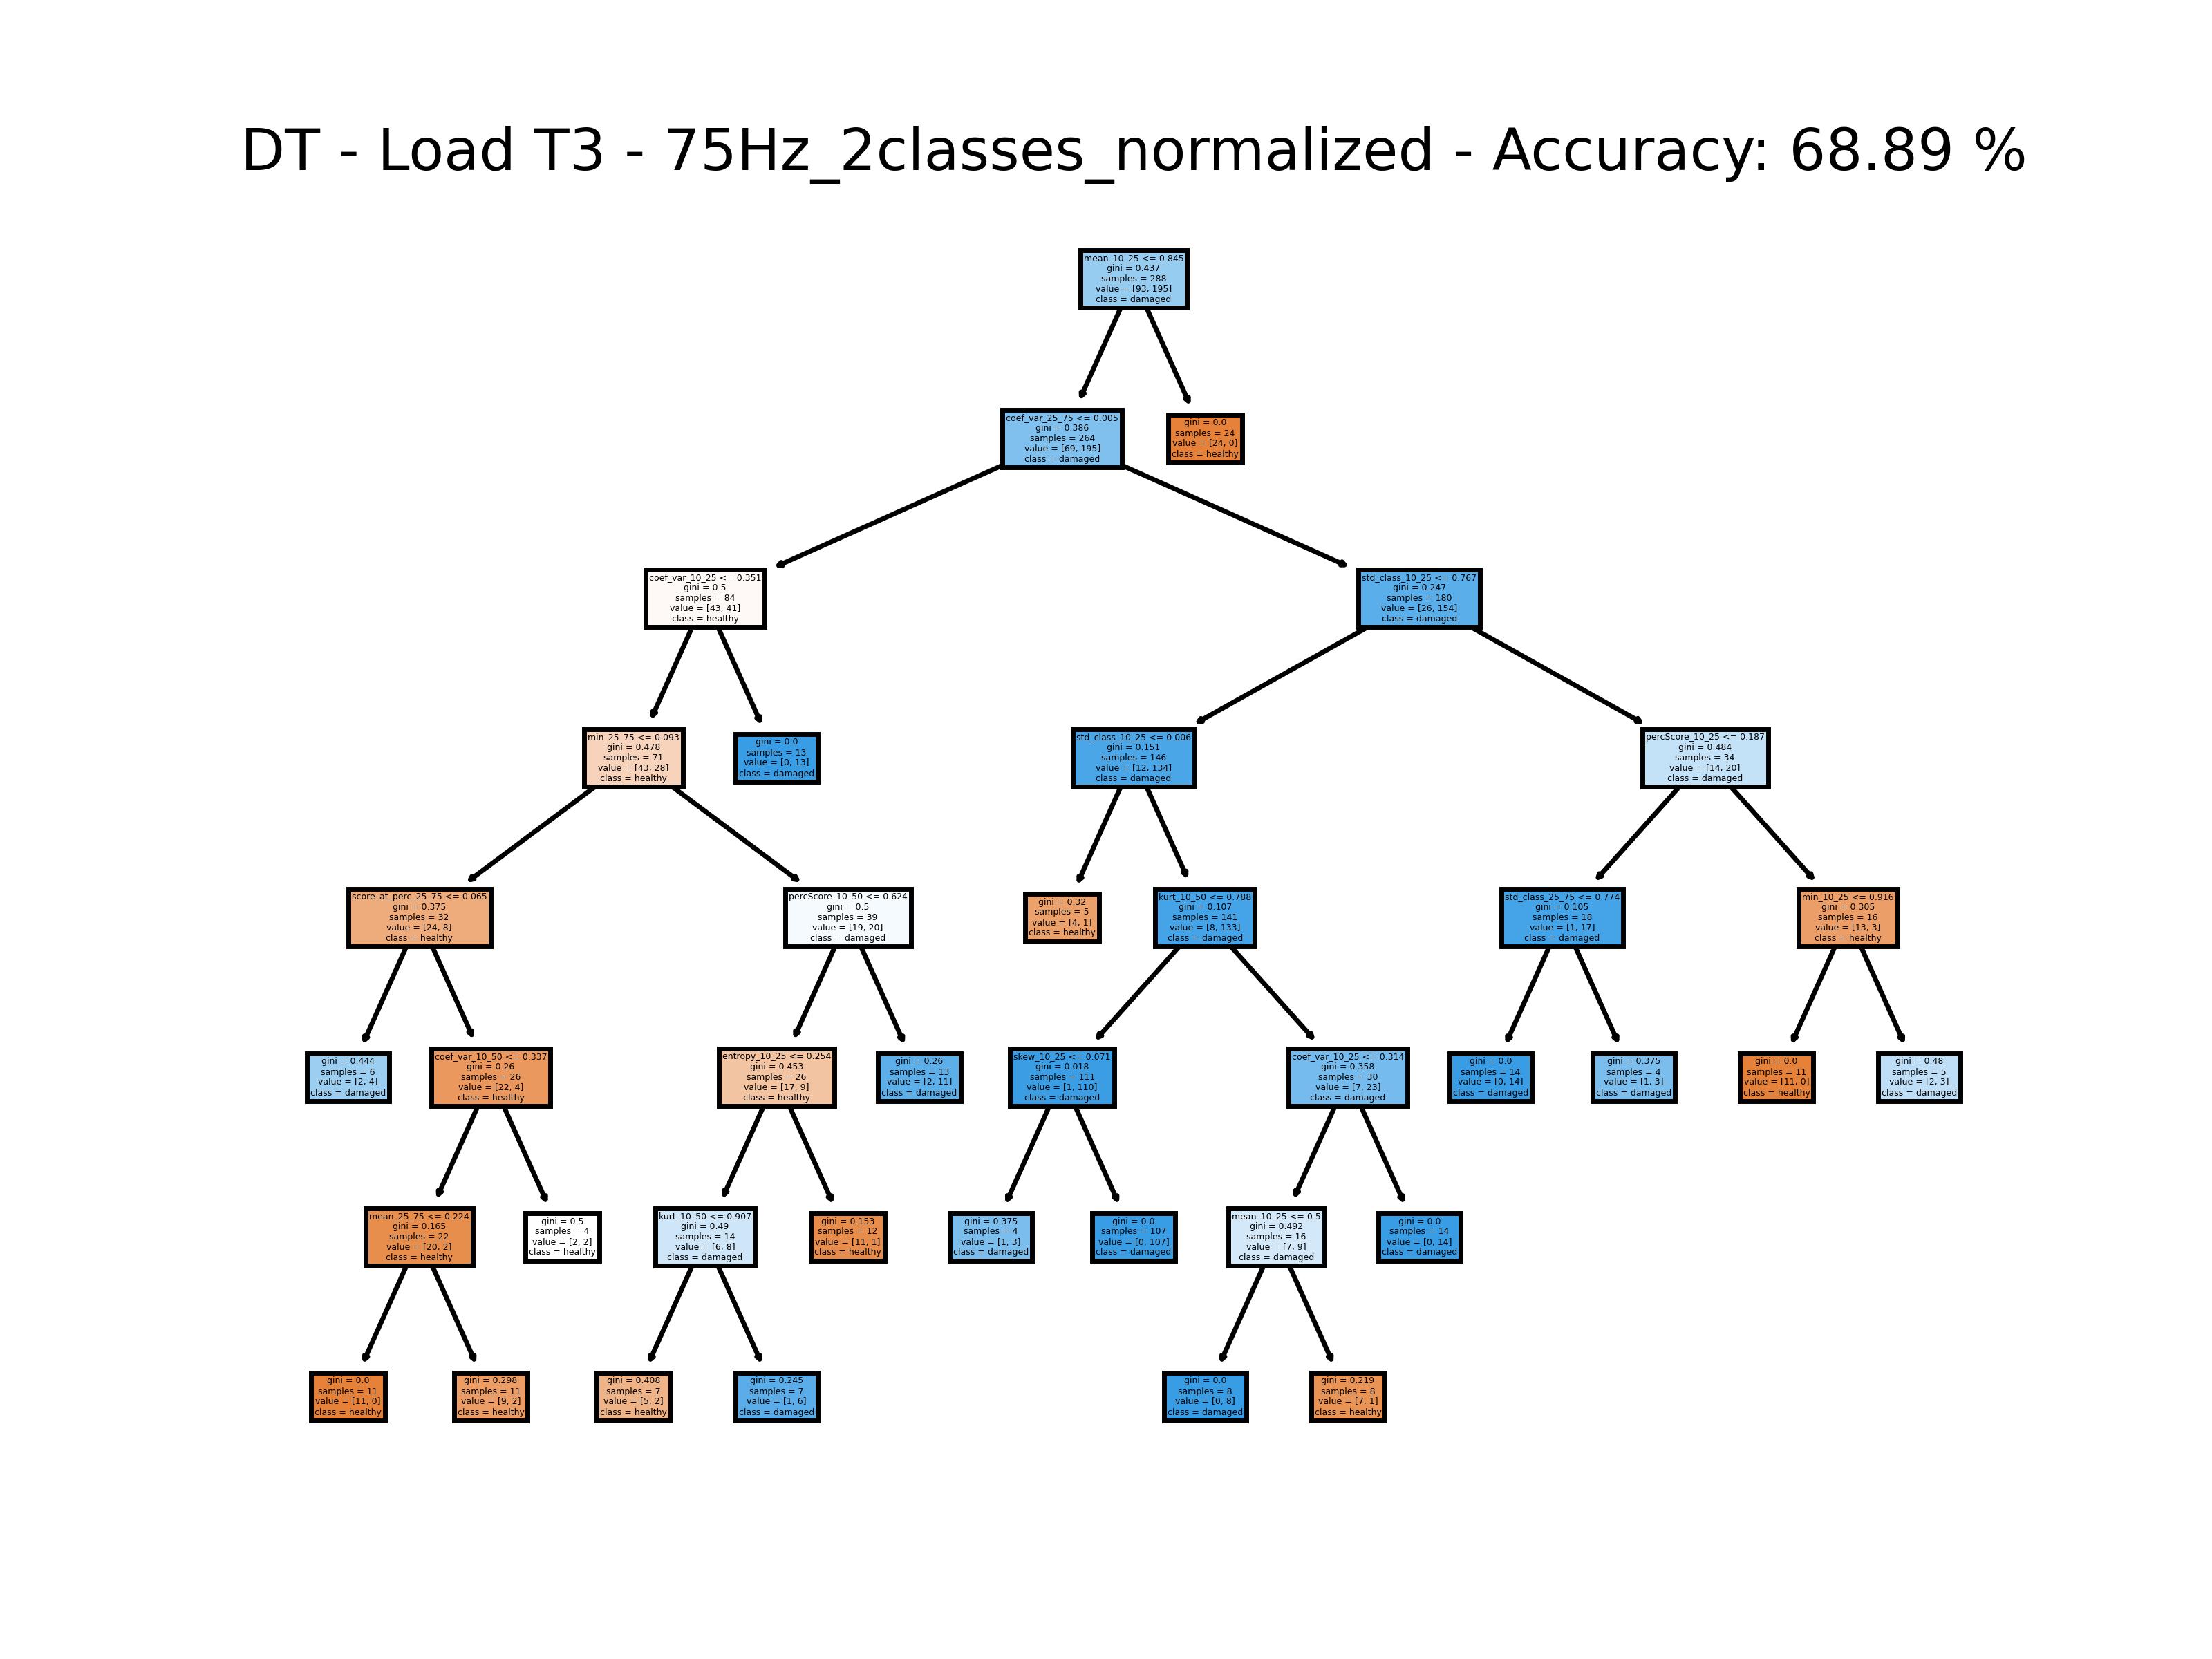 DT - Load T3 - 75Hz_2classes_normalized - Accuracy: 68.89 %
mean_10_25 <= 0.845
gini = 0.437
samples = 288
value = [93, 195]
class = damaged
coef_var_25_75 <= 0.005
gini = 0.386
samples = 264
value = [69, 195]
class = damaged
gini = 0.0
samples = 24
value = [24, 0]
class = healthy
coef_var_10_25 <= 0.351
gini = 0.5
samples = 84
value = [43, 41]
class = healthy
std_class_10_25 <= 0.767
gini = 0.247
samples = 180
value = [26, 154]
class = damaged
min_25_75 <= 0.093
gini = 0.478
samples = 71
value = [43, 28]
class = healthy
gini = 0.0
samples = 13
value = [0, 13]
class = damaged
std_class_10_25 <= 0.006
gini = 0.151
samples = 146
value = [12, 134]
class = damaged
percScore_10_25 <= 0.187
gini = 0.484
samples = 34
value = [14, 20]
class = damaged
score_at_perc_25_75 <= 0.065
gini = 0.375
samples = 32
value = [24, 8]
class = healthy
percScore_10_50 <= 0.624
gini = 0.5
samples = 39
value = [19, 20]
class = damaged
gini = 0.32
samples = 5
value = [4, 1]
class = healthy
kurt_10_50 <= 0.788
gini = 0.107
samples = 141
value = [8, 133]
class = damaged
std_class_25_75 <= 0.774
gini = 0.105
samples = 18
value = [1, 17]
class = damaged
min_10_25 <= 0.916
gini = 0.305
samples = 16
value = [13, 3]
class = healthy
gini = 0.444
samples = 6
value = [2, 4]
class = damaged
coef_var_10_50 <= 0.337
gini = 0.26
samples = 26
value = [22, 4]
class = healthy
entropy_10_25 <= 0.254
gini = 0.453
samples = 26
value = [17, 9]
class = healthy
gini = 0.26
samples = 13
value = [2, 11]
class = damaged
skew_10_25 <= 0.071
gini = 0.018
samples = 111
value = [1, 110]
class = damaged
coef_var_10_25 <= 0.314
gini = 0.358
samples = 30
value = [7, 23]
class = damaged
gini = 0.0
samples = 14
value = [0, 14]
class = damaged
gini = 0.375
samples = 4
value = [1, 3]
class = damaged
gini = 0.0
samples = 11
value = [11, 0]
class = healthy
gini = 0.48
samples = 5
value = [2, 3]
class = damaged
mean_25_75 <= 0.224
gini = 0.165
samples = 22
value = [20, 2]
class = healthy
gini = 0.5
samples = 4
value = [2, 2]
class = healthy
kurt_10_50 <= 0.907
gini = 0.49
samples = 14
value = [6, 8]
class = damaged
gini = 0.153
samples = 12
value = [11, 1]
class = healthy
gini = 0.375
samples = 4
value = [1, 3]
class = damaged
gini = 0.0
samples = 107
value = [0, 107]
class = damaged
mean_10_25 <= 0.5
gini = 0.492
samples = 16
value = [7, 9]
class = damaged
gini = 0.0
samples = 14
value = [0, 14]
class = damaged
gini = 0.0
samples = 11
value = [11, 0]
class = healthy
gini = 0.298
samples = 11
value = [9, 2]
class = healthy
gini = 0.408
samples = 7
value = [5, 2]
class = healthy
gini = 0.245
samples = 7
value = [1, 6]
class = damaged
gini = 0.0
samples = 8
value = [0, 8]
class = damaged
gini = 0.219
samples = 8
value = [7, 1]
class = healthy